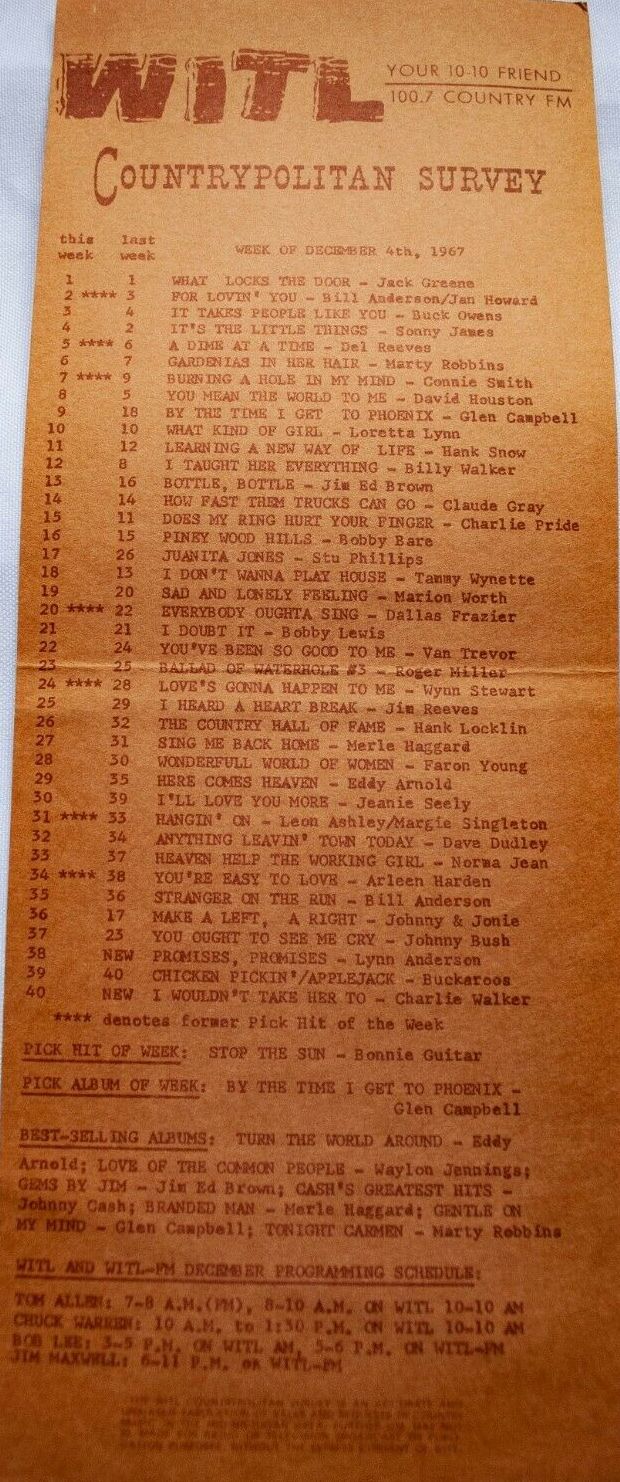 WITL
YOUR 10-10 FRIEND
100.7 COUNTRY FM
COUNTRYPOLITAN SURVEY
this last
week week WEEK OF DECEMBER 4th, 1967
1 1 WHAT LOCKS THE DOOR - Jack Greene
2 **** 3 FOR LOVIN' YOU - Bill Anderson/Jan Howard
3 4 IT TAKES PEOPLE LIKE YOU - Buck Owens
4 2 IT'S THE LITTLE THINGS - Sonny James
5 **** 6 A DIME AT A TIME - Del Reeves
6 7 GARDENIAS IN HER HAIR - Marty Robbins
7 **** 9 BURNING A HOLE IN MY MIND - Connie Smith
8 5 YOU MEAN THE WORLD TO ME - David Houston
9 18 BY THE TIME I GET TO PHOENIX - Glen Campbell
10 10 WHAT KIND OF GIRL - Loretta Lynn
11 12 LEARNING A NEW WAY OF LIFE - Hank Snow
12 8 I TAUGHT HER EVERYTHING - Billy Walker
13 16 BOTTLE, BOTTLE - Jim Ed Brown
14 14 HOW FAST THEM TRUCKS CAN GO - Claude Gray
15 11 DOES MY RING HURT YOUR FINGER - Charlie Pride
16 15 PINEY WOOD HILLS - Bobby Bare
17 26 JUANITA JONES - Stu Phillips
18 13 I DON'T WANNA PLAY HOUSE - Tammy Wynette
19 20 SAD AND LONELY FEELING - Marion Worth
20 **** 22 EVERYBODY OUGHTA SING - Dallas Frazier
21 21 I DOUBT IT - Bobby Lewis
22 24 YOU'VE BEEN SO GOOD TO ME - Van Trevor
23 25 BALLAD OF WATERHOLE #3 - Roger Miller
24 **** 28 LOVE'S GONNA HAPPEN TO ME - Wynn Stewart
25 29 I HEARD A HEART BREAK - Jim Reeves
26 32 THE COUNTRY HALL OF FAME - Hank Locklin
27 31 SING ME BACK HOME - Merle Haggard
28 30 WONDERFULL WORLD OF WOMEN - Faron Young
29 35 HERE COMES HEAVEN - Eddy Arnold
30 39 I'LL LOVE YOU MORE - Jeanie Seely
31 **** 33 HANGIN' ON - Leon Ashley/Margie Singleton
32 34 ANYTHING LEAVIN' TOWN TODAY - Dave Dudley
33 37 HEAVEN HELP THE WORKING GIRL - Norma Jean
34 **** 38 YOU'RE EASY TO LOVE - Arleen Harden
35 36 STRANGER ON THE RUN - Bill Anderson
36 17 MAKE A LEFT, A RIGHT - Johnny & Jonie
37 23 YOU OUGHT TO SEE ME CRY - Johnny Bush
38 NEW PROMISES, PROMISES - Lynn Anderson
39 40 CHICKEN PICKIN'/APPLEJACK - Buckaroos
40 NEW I WOULDN'T TAKE HER TO - Charlie Walker
**** denotes former Pick Hit of the Week
PICK HIT OF WEEK: STOP THE SUN - Bonnie Guitar
PICK ALBUM OF WEEK: BY THE TIME I GET TO PHOENIX -
Glen Campbell
BEST-SELLING ALBUMS: TURN THE WORLD AROUND - Eddy
Arnold; LOVE OF THE COMMON PEOPLE - Waylon Jennings;
GEMS BY JIM - Jim Ed Brown; CASH'S GREATEST HITS -
Johnny Cash; BRANDED MAN - Merle Haggard; GENTLE ON
MY MIND - Glen Campbell; TONIGHT CARMEN - Marty Robbins
WITL AND WITL-FM DECEMBER PROGRAMMING SCHEDULE:
TOM ALLEN: 7-8 A.M.(FM), 8-10 A.M. ON WITL 10-10 AM
CHUCK WARREN: 10 A.M. to 1:30 P.M. ON WITL 10-10 AM
BOB LEE: 3-5 P.M. ON WITL AM, 5-6 P.M. ON WITL-FM
JIM MAXWELL: 6-11 P.M. on WITL-FM